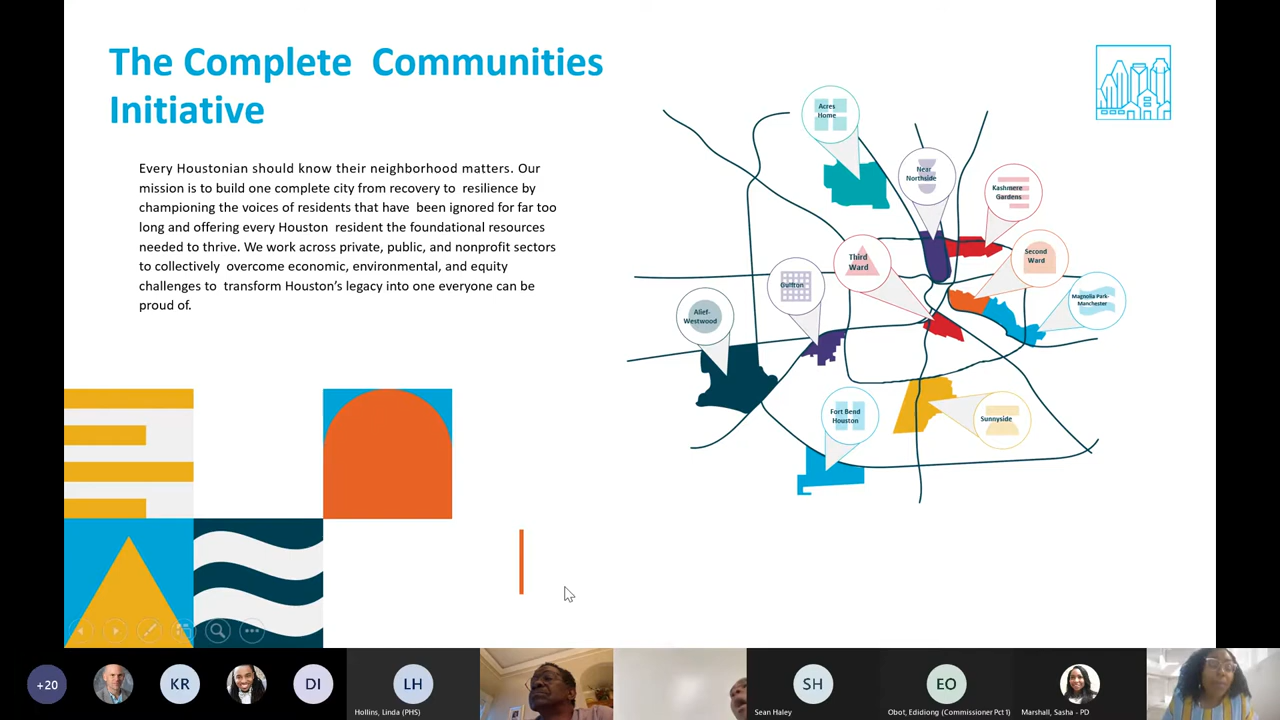 The Complete Communities
Initiative
Every Houstonian should know their neighborhood matters. Our
mission is to build one complete city from recovery to resilience by
championing the voices of residents that have been ignored for far too
long and offering every Houston resident the foundational resources
needed to thrive. We work across private, public, and nonprofit sectors
to collectively overcome economic, environmental, and equity
challenges to transform Houston's legacy into one everyone can be
proud of.
Acres
Home
Near
Northside
Kashmere
Gardens
Third
Ward
Second
Ward
Gulfton
Magnolia Park-
Manchester
Alief-
Westwood
Fort Bend
Houston
Sunnyside
+20
KR
DI
LH
Hollins, Linda (PHS)
SH
Sean Haley
EO
Obot, Edidiong (Commissioner Pct 1)
Marshall, Sasha - PD